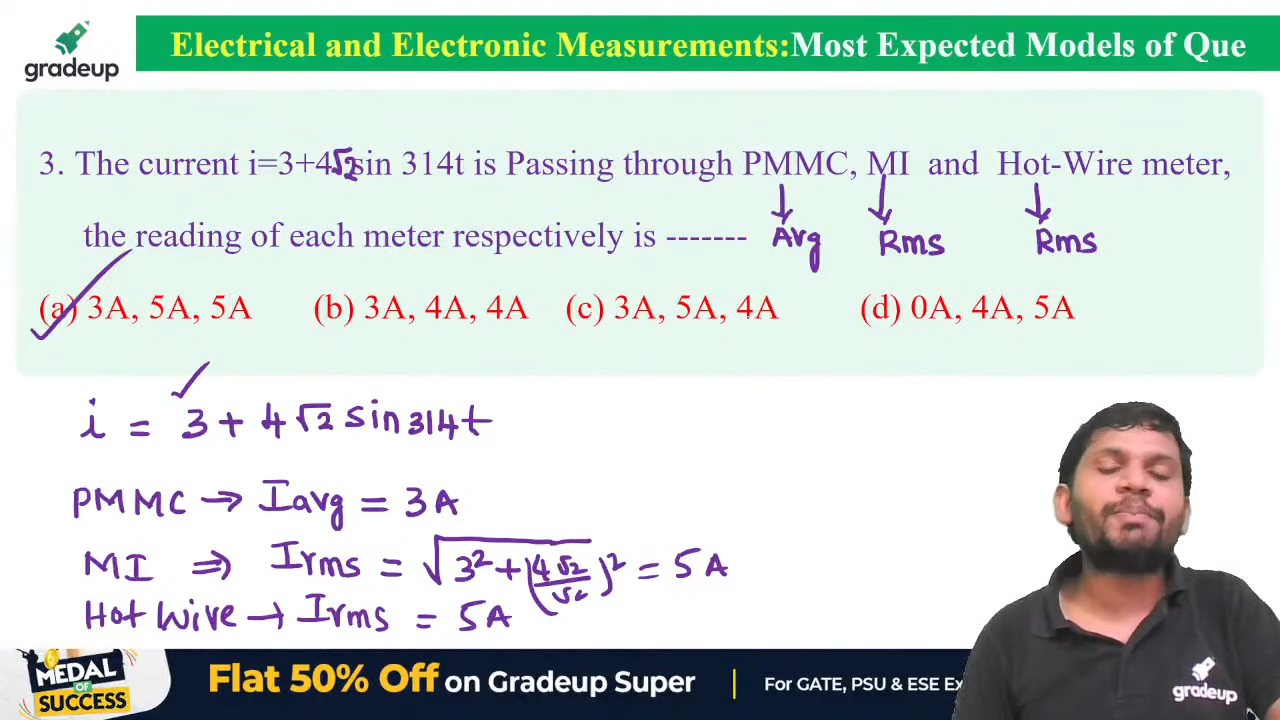 gradeup
Electrical and Electronic Measurements:Most Expected Models of Que
3. The current i=3+4√2sin 314t is Passing through PMMC, MI and Hot-Wire meter,
the reading of each meter respectively is ------- Avg Rms Rms
(a) 3A, 5A, 5A (b) 3A, 4A, 4A (c) 3A, 5A, 4A (d) 0A, 4A, 5A
i = 3 + 4√2 sin314t
PMMC → Iavg = 3A
MI ⇒ Irms = √3² + (4√2/√2)² = 5A
Hot Wire → Irms = 5A
gradeup
MEDAL OF SUCCESS
Flat 50% Off on Gradeup Super | For GATE, PSU & ESE Ex